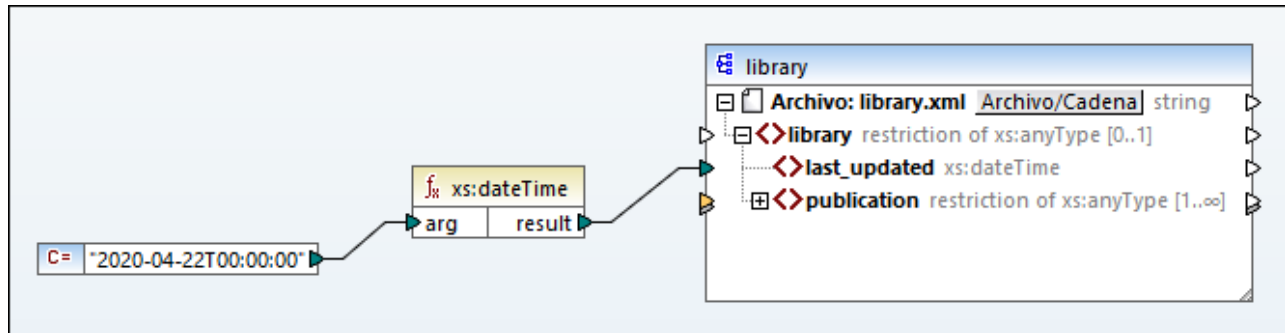 library
Archivo: library.xml Archivo/Cadena string
library restriction of xs:anyType [0..1]
last_updated xs:dateTime
publication restriction of xs:anyType [1..∞]
fx xs:dateTime
arg result
C= "2020-04-22T00:00:00"